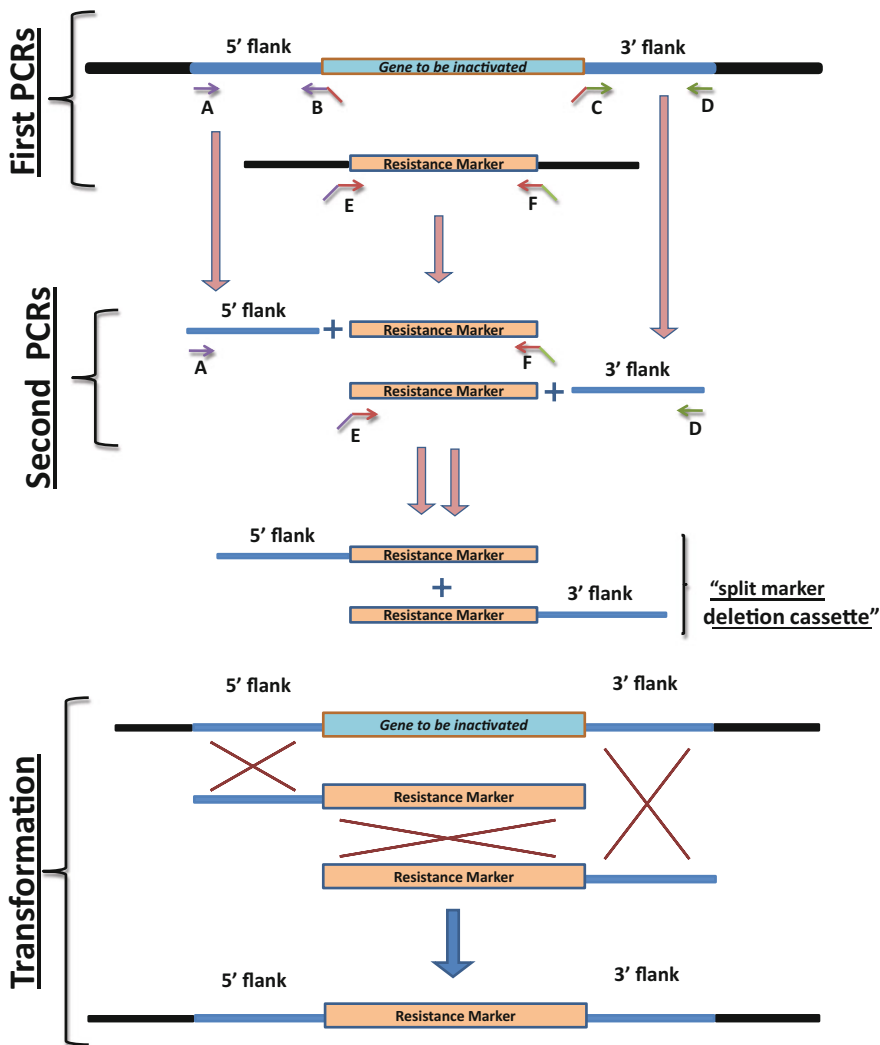 First PCRs
5’ flank
3’ flank
Gene to be inactivated
A
B
C
D
Resistance Marker
E
F
Second PCRs
5’ flank
+
Resistance Marker
A
F
3’ flank
Resistance Marker
+
E
D
5’ flank
Resistance Marker
+
3’ flank
Resistance Marker
“split marker
deletion cassette”
Transformation
5’ flank
3’ flank
Gene to be inactivated
Resistance Marker
Resistance Marker
5’ flank
3’ flank
Resistance Marker